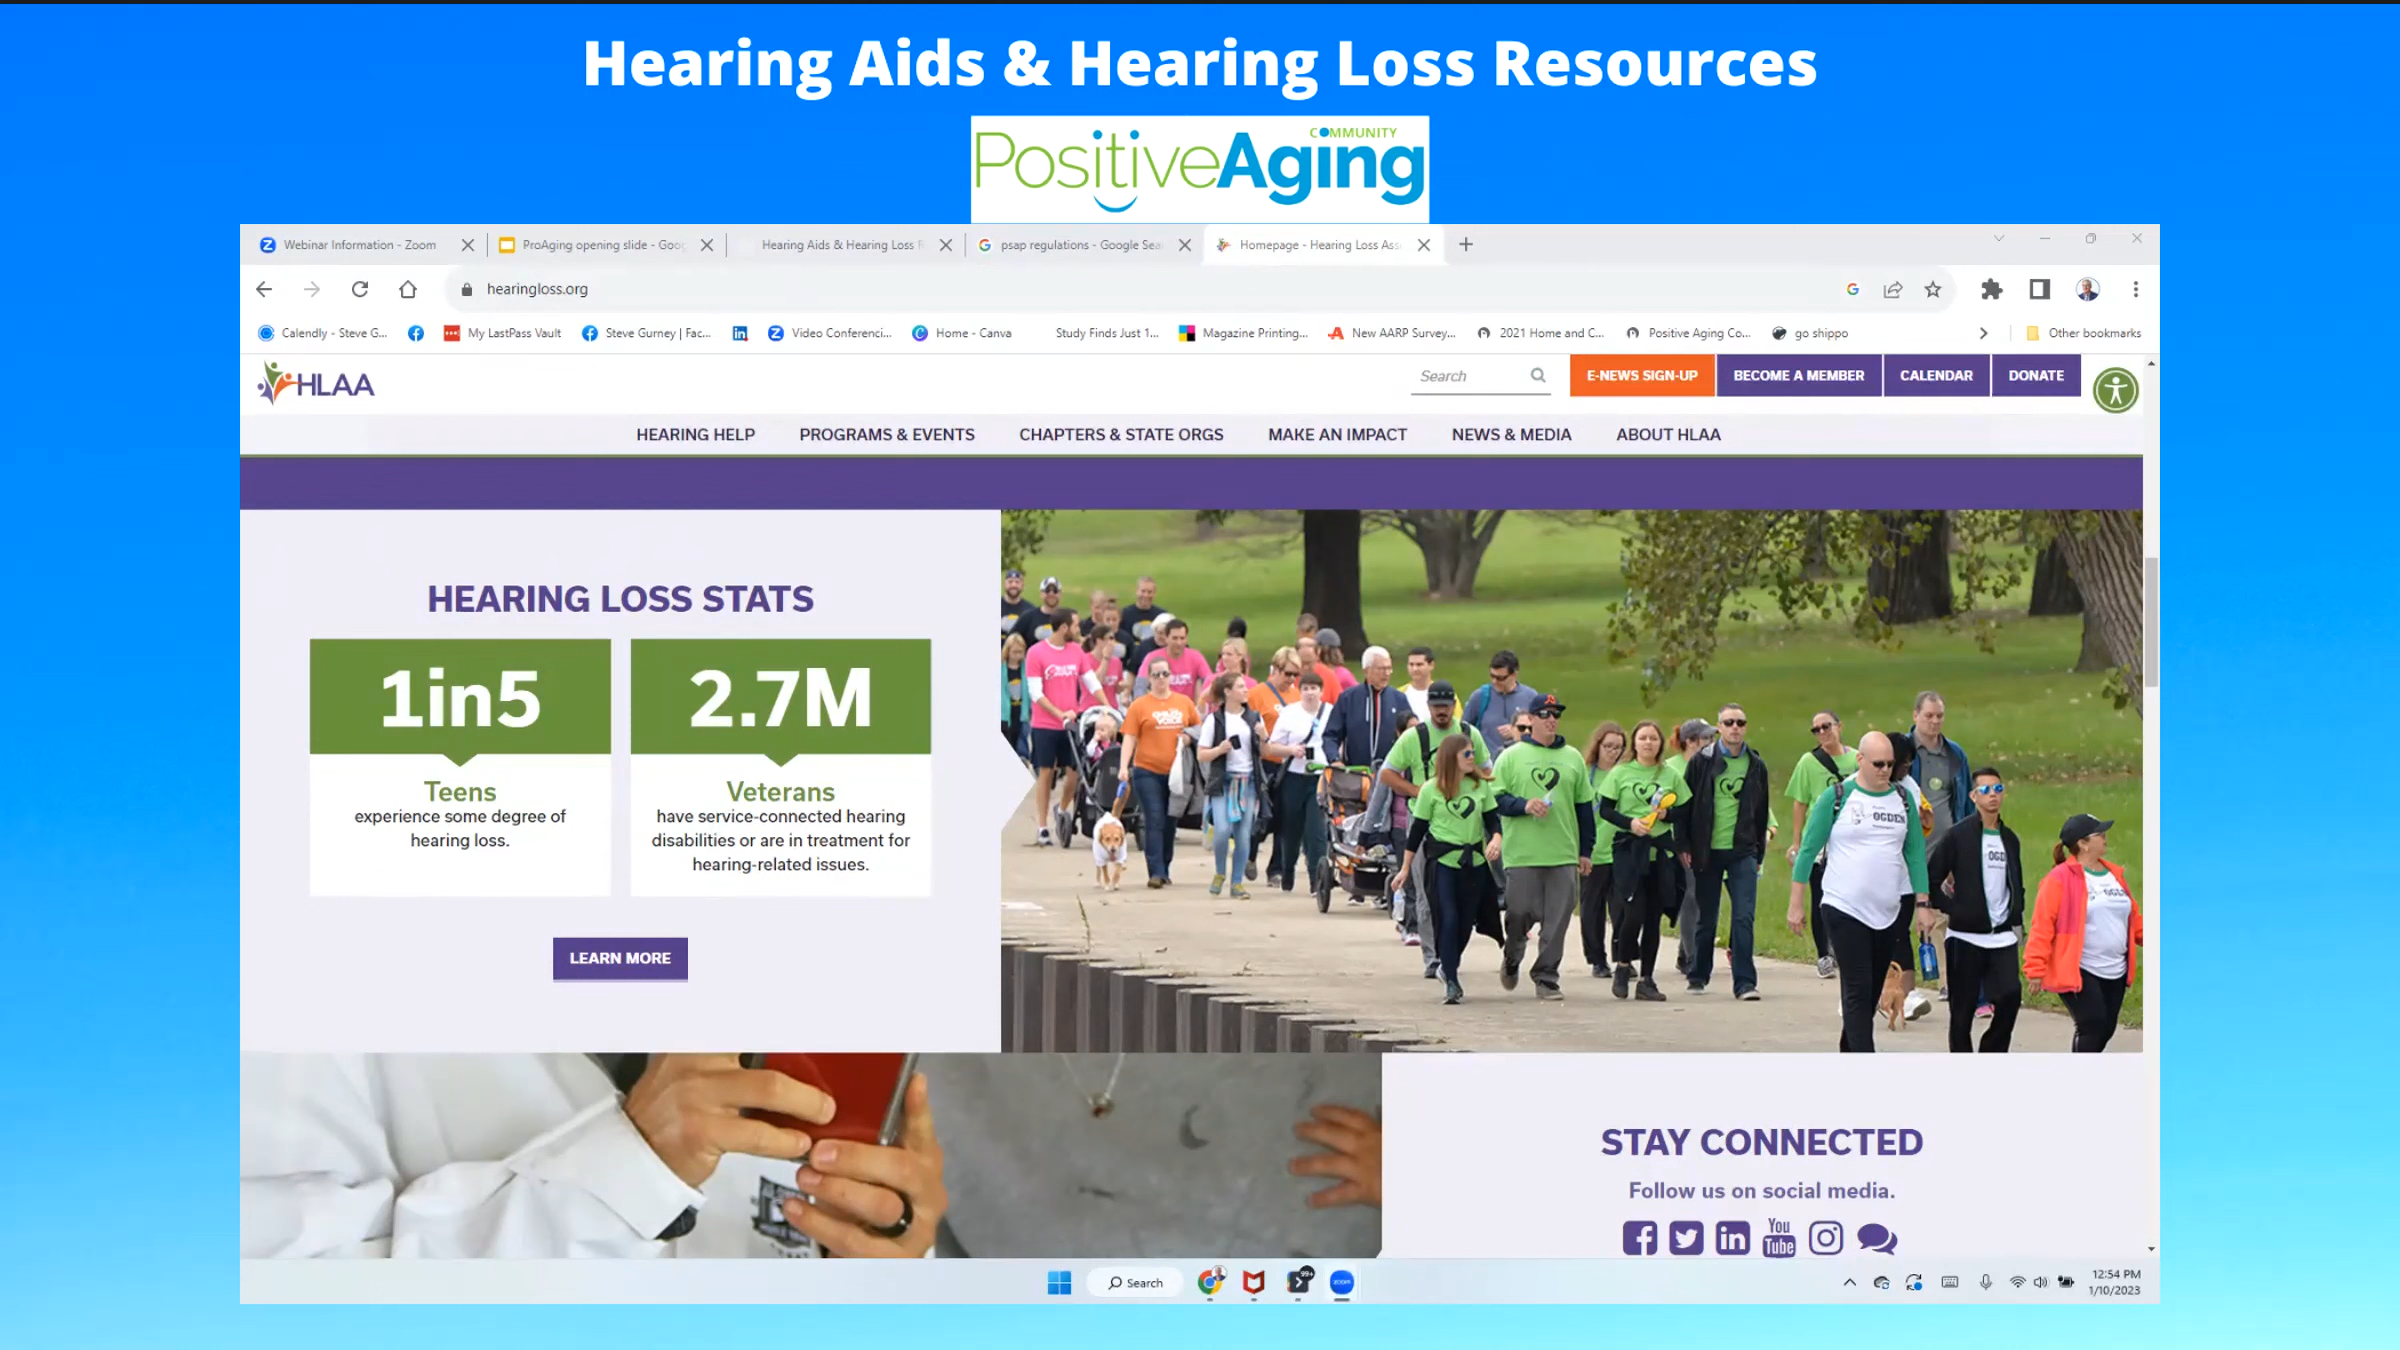 Hearing Aids & Hearing Loss Resources
COMMUNITY
PositiveAging
Webinar Information - Zoom
ProAging opening slide - Goo
Hearing Aids & Hearing Loss R
psap regulations - Google Sea
Homepage - Hearing Loss Ass
hearingloss.org
Calendly - Steve G...
My LastPass Vault
Steve Gurney | Fac...
Video Conferenci...
Home - Canva
Study Finds Just 1...
Magazine Printing...
New AARP Survey...
2021 Home and C...
Positive Aging Co...
go shippo
Other bookmarks
HLAA
Search
E-NEWS SIGN-UP
BECOME A MEMBER
CALENDAR
DONATE
HEARING HELP
PROGRAMS & EVENTS
CHAPTERS & STATE ORGS
MAKE AN IMPACT
NEWS & MEDIA
ABOUT HLAA
HEARING LOSS STATS
1in5
Teens
experience some degree of
hearing loss.
2.7M
Veterans
have service-connected hearing
disabilities or are in treatment for
hearing-related issues.
LEARN MORE
OGDEN
STAY CONNECTED
Follow us on social media.
You
Tube
Search
99+
zoom
12:54 PM
1/10/2023